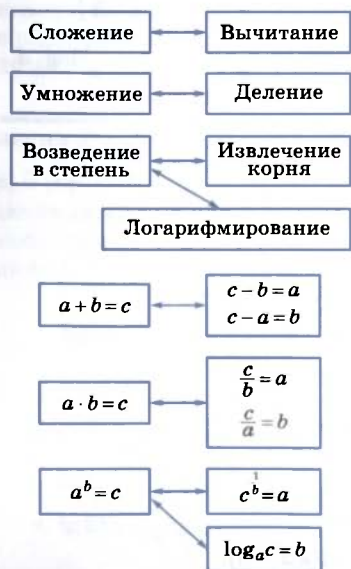 Сложение Вычитание
Умножение Деление
Возведение Извлечение
в степень корня
Логарифмирование
a + b = c
c − b = a
c − a = b
a · b = c
c/b = a
c/a = b
a^b = c
c^(1/b) = a
log_a c = b